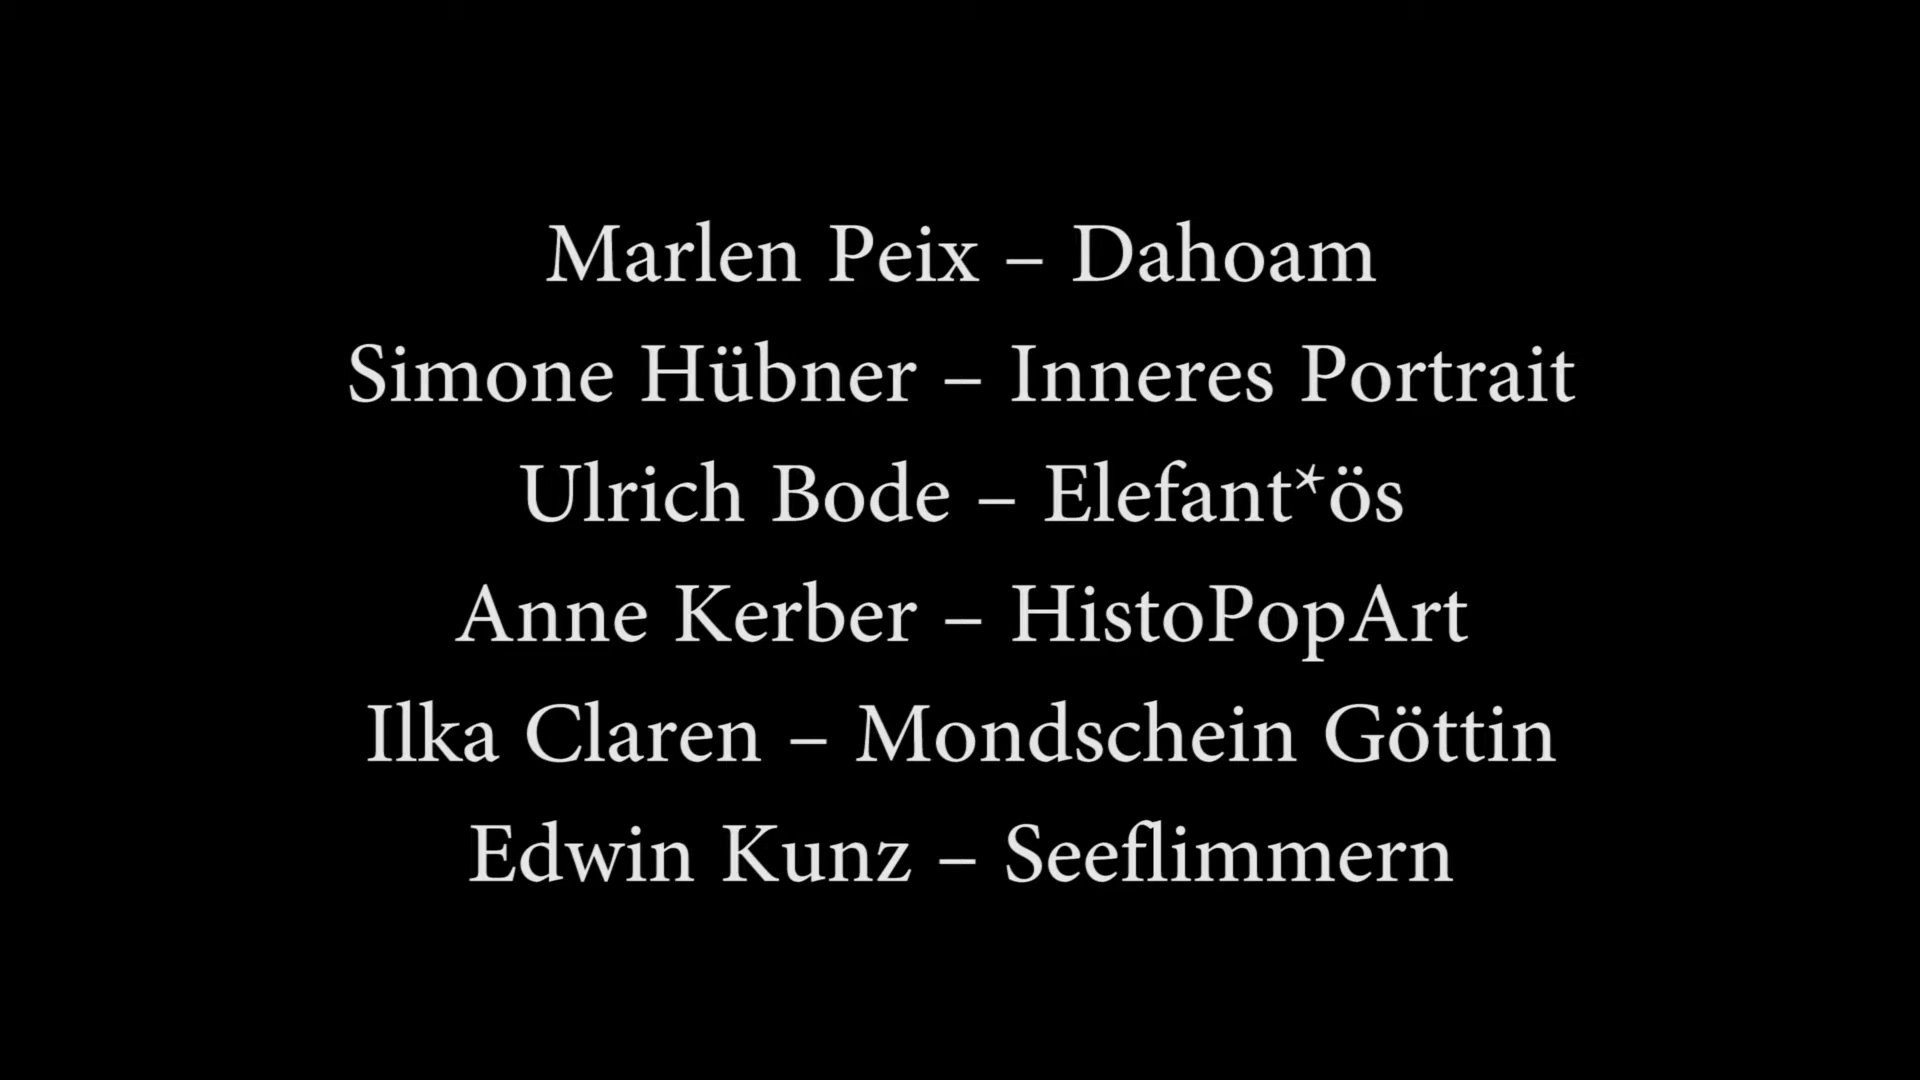 Marlen Peix – Dahoam
Simone Hübner – Inneres Portrait
Ulrich Bode – Elefant*ös
Anne Kerber – HistoPopArt
Ilka Claren – Mondschein Göttin
Edwin Kunz – Seeflimmern